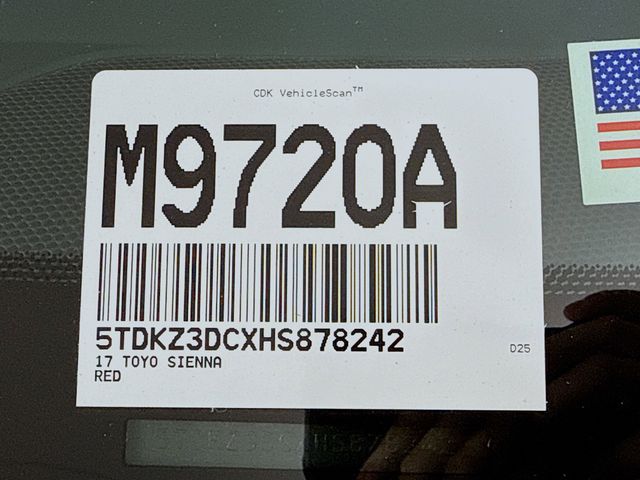 CDK VehicleScan™
M9720A
5TDKZ3DCXHS878242
17 TOYO SIENNA
RED
D25